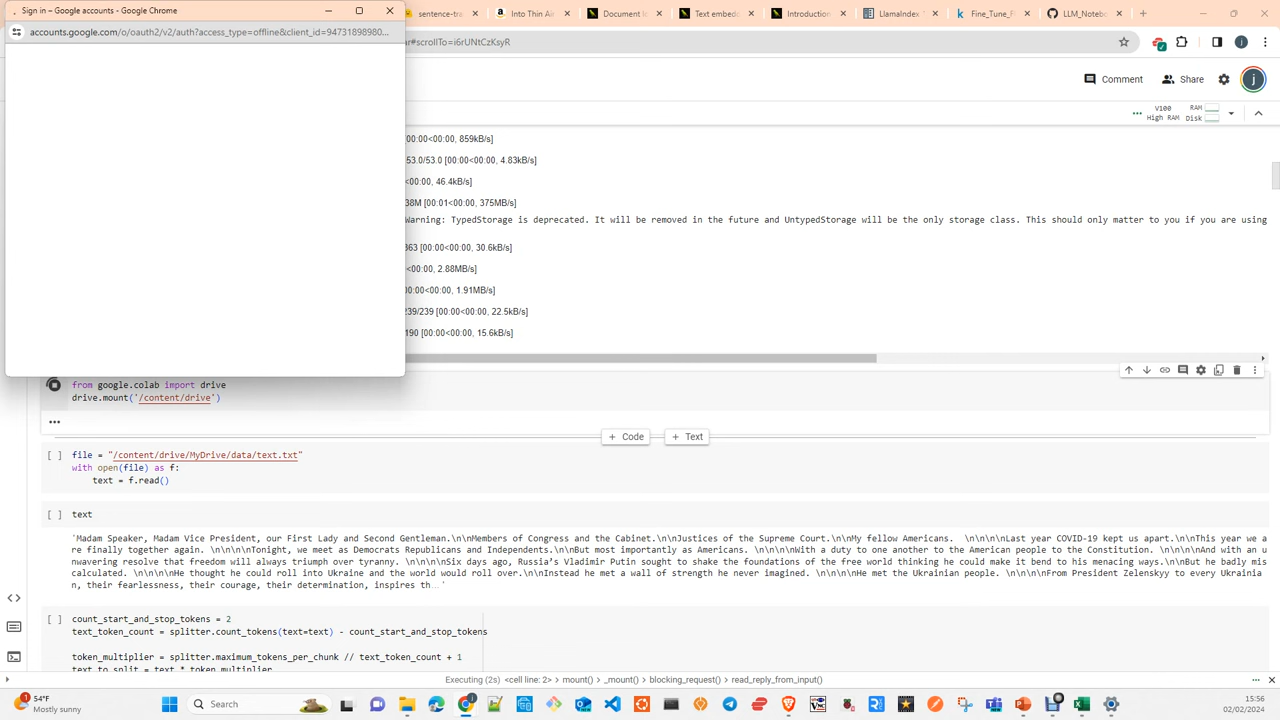 Sign in – Google accounts - Google Chrome
accounts.google.com/o/oauth2/v2/auth?access_type=offline&client_id=94731898980...
sentence-tra
Into Thin Air
Document l
Text embedd
Introduction
LlamaIndex
Fine_Tune_F
LLM_Notebo
ar#scrollTo=i6rUNtCzKsyR
Comment
Share
j
V100
High RAM
RAM
Disk
[00:00<00:00, 859kB/s]
53.0/53.0 [00:00<00:00, 4.83kB/s]
<00:00, 46.4kB/s]
38M [00:01<00:00, 375MB/s]
Warning: TypedStorage is deprecated. It will be removed in the future and UntypedStorage will be the only storage class. This should only matter to you if you are using
363 [00:00<00:00, 30.6kB/s]
<00:00, 2.88MB/s]
00:00<00:00, 1.91MB/s]
239/239 [00:00<00:00, 22.5kB/s]
190 [00:00<00:00, 15.6kB/s]
from google.colab import drive
drive.mount('/content/drive')
...
+ Code
+ Text
[ ] file = "/content/drive/MyDrive/data/text.txt"
with open(file) as f:
text = f.read()
[ ] text
'Madam Speaker, Madam Vice President, our First Lady and Second Gentleman.\n\nMembers of Congress and the Cabinet.\n\nJustices of the Supreme Court.\n\nMy fellow Americans.  \n\n\n\nLast year COVID-19 kept us apart.\n\nThis year we a
re finally together again. \n\n\n\nTonight, we meet as Democrats Republicans and Independents.\n\nBut most importantly as Americans. \n\n\n\nWith a duty to one another to the American people to the Constitution. \n\n\n\nAnd with an u
nwavering resolve that freedom will always triumph over tyranny. \n\n\n\nSix days ago, Russia's Vladimir Putin sought to shake the foundations of the free world thinking he could make it bend to his menacing ways.\n\nBut he badly mis
calculated. \n\n\n\nHe thought he could roll into Ukraine and the world would roll over.\n\nInstead he met a wall of strength he never imagined. \n\n\n\nHe met the Ukrainian people. \n\n\n\nFrom President Zelenskyy to every Ukrainia
n, their fearlessness, their courage, their determination, inspires th…'
[ ] count_start_and_stop_tokens = 2
text_token_count = splitter.count_tokens(text=text) - count_start_and_stop_tokens
token_multiplier = splitter.maximum_tokens_per_chunk // text_token_count + 1
text_to_split = text * token_multiplier
Executing (2s) <cell line: 2> mount() _mount() blocking_request() read_reply_from_input()
54°F
Mostly sunny
Search
15:56
02/02/2024